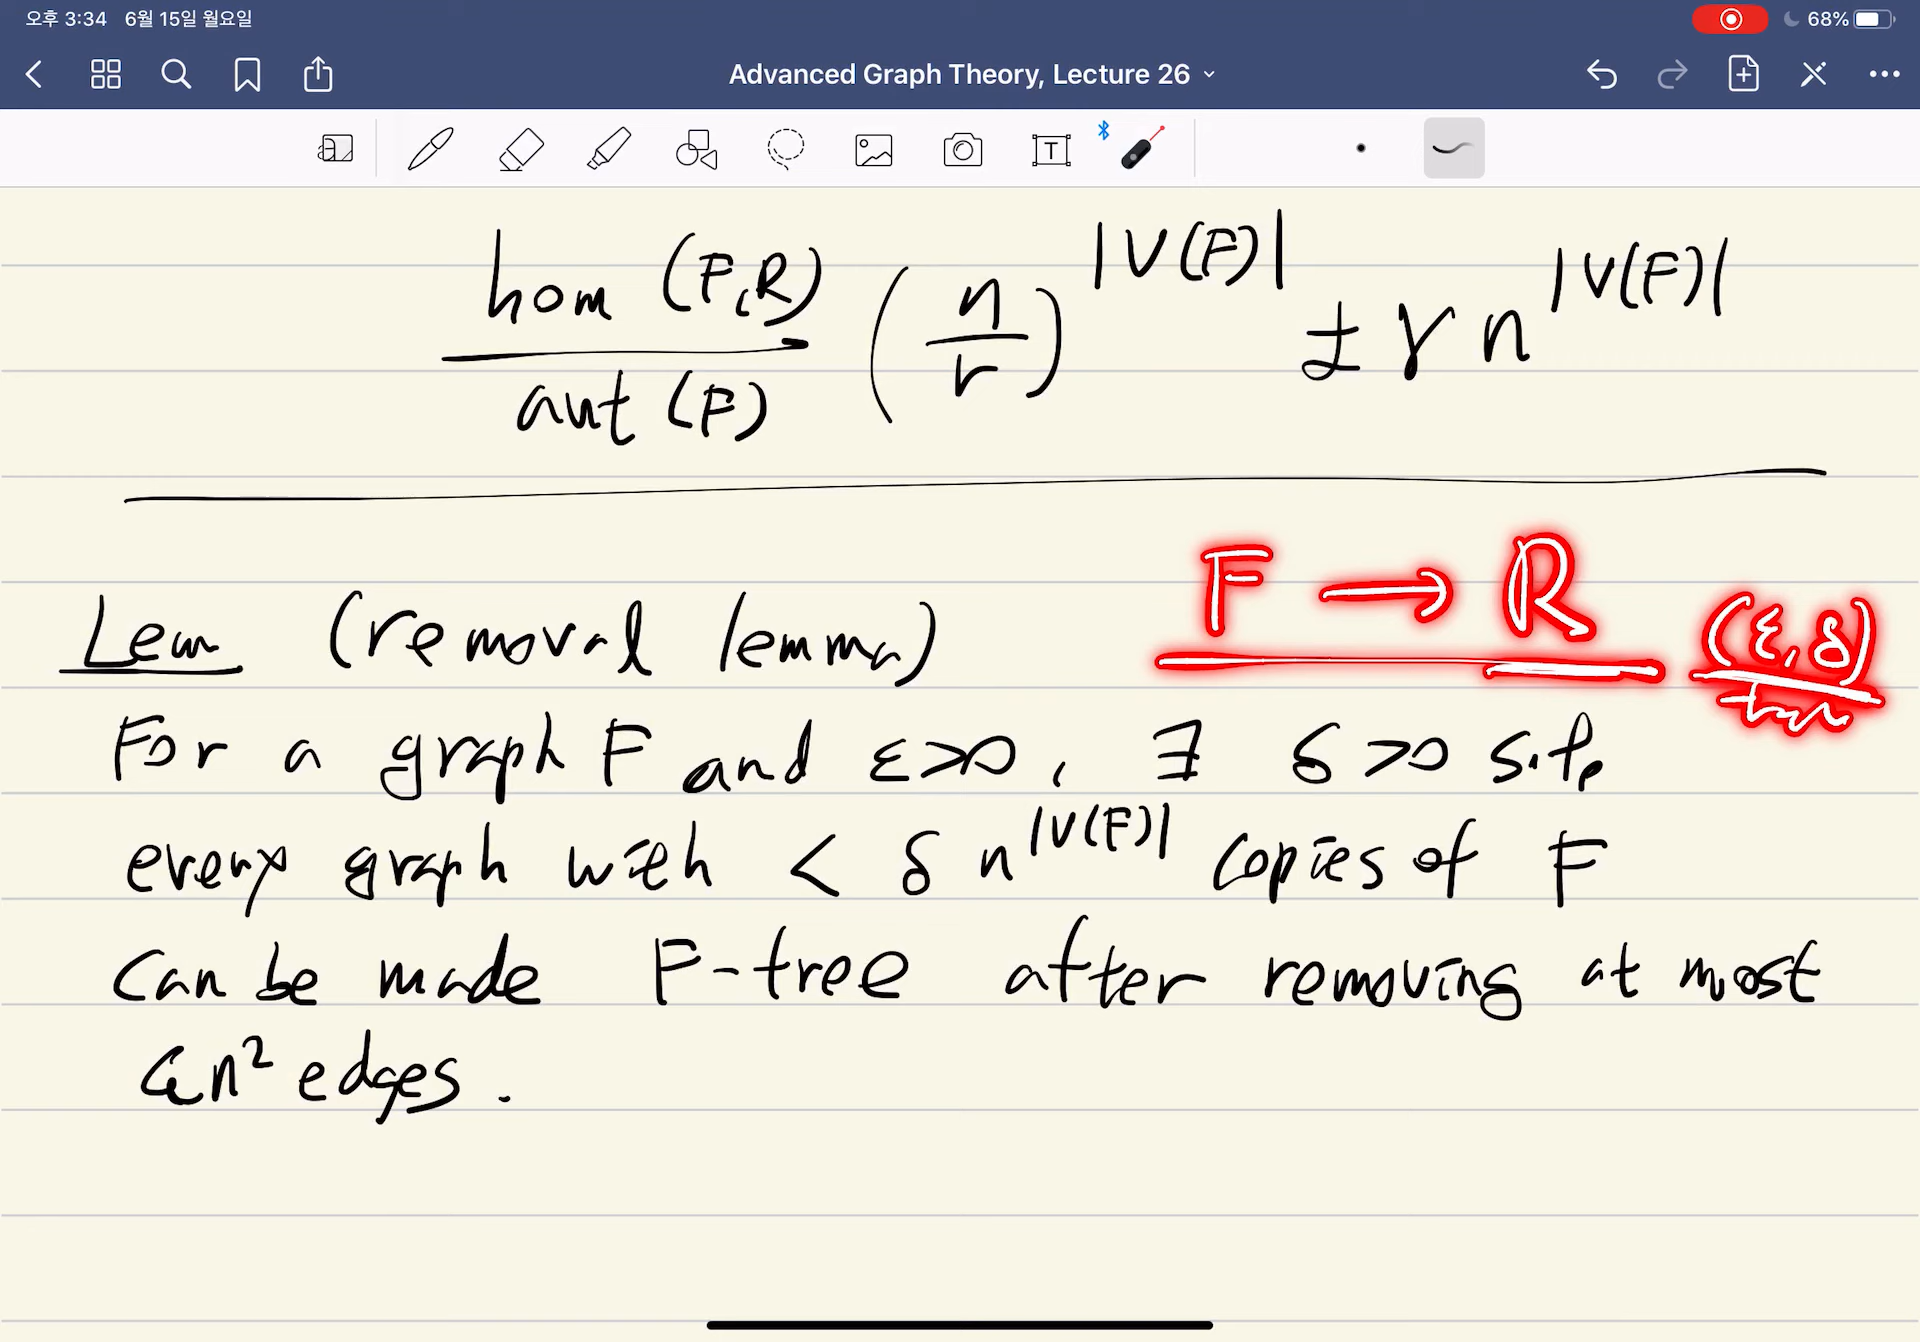 오후 3:34 6월 15일 월요일 68%
Advanced Graph Theory, Lecture 26
hom (F,R) / aut (F) (n/r)^|V(F)| ± γ n^|V(F)|
F → R (ε,δ)
Lem (removal lemma)
For a graph F and ε>0, ∃ δ>0 s.t.
every graph with < δ n^|V(F)| copies of F
can be made F-free after removing at most
εn² edges.